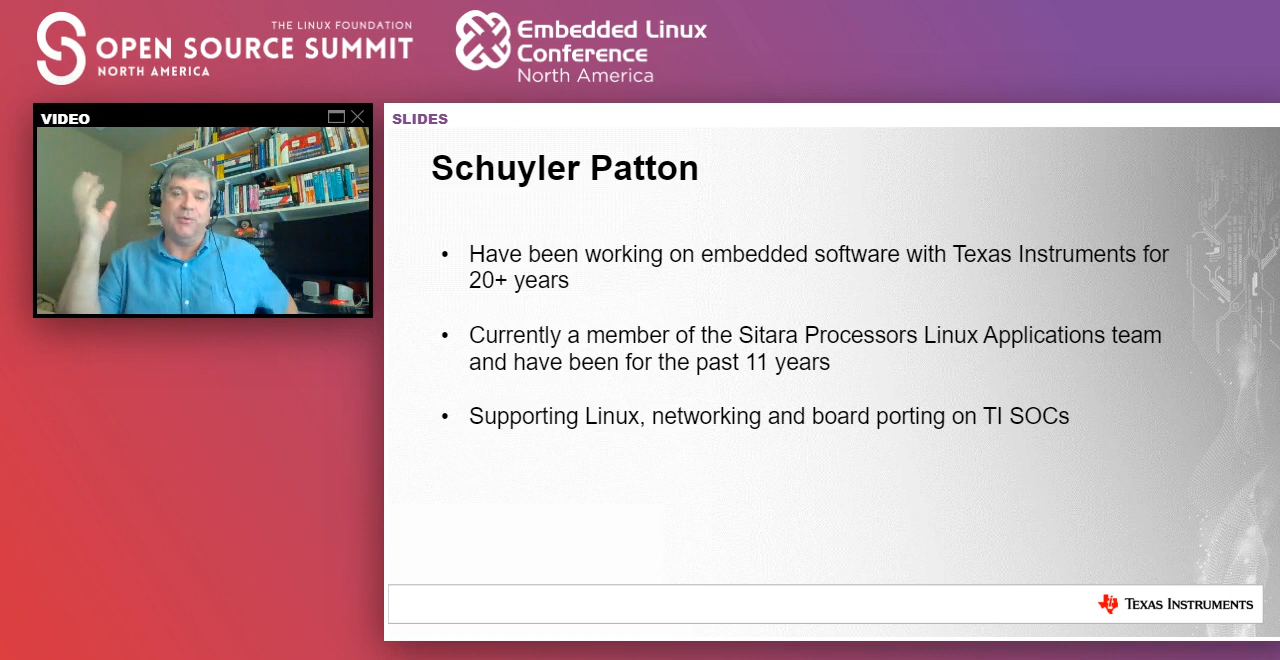 THE LINUX FOUNDATION
OPEN SOURCE SUMMIT
NORTH AMERICA
Embedded Linux
Conference
North America
VIDEO
SLIDES
Schuyler Patton
• Have been working on embedded software with Texas Instruments for
20+ years
• Currently a member of the Sitara Processors Linux Applications team
and have been for the past 11 years
• Supporting Linux, networking and board porting on TI SOCs
TEXAS INSTRUMENTS